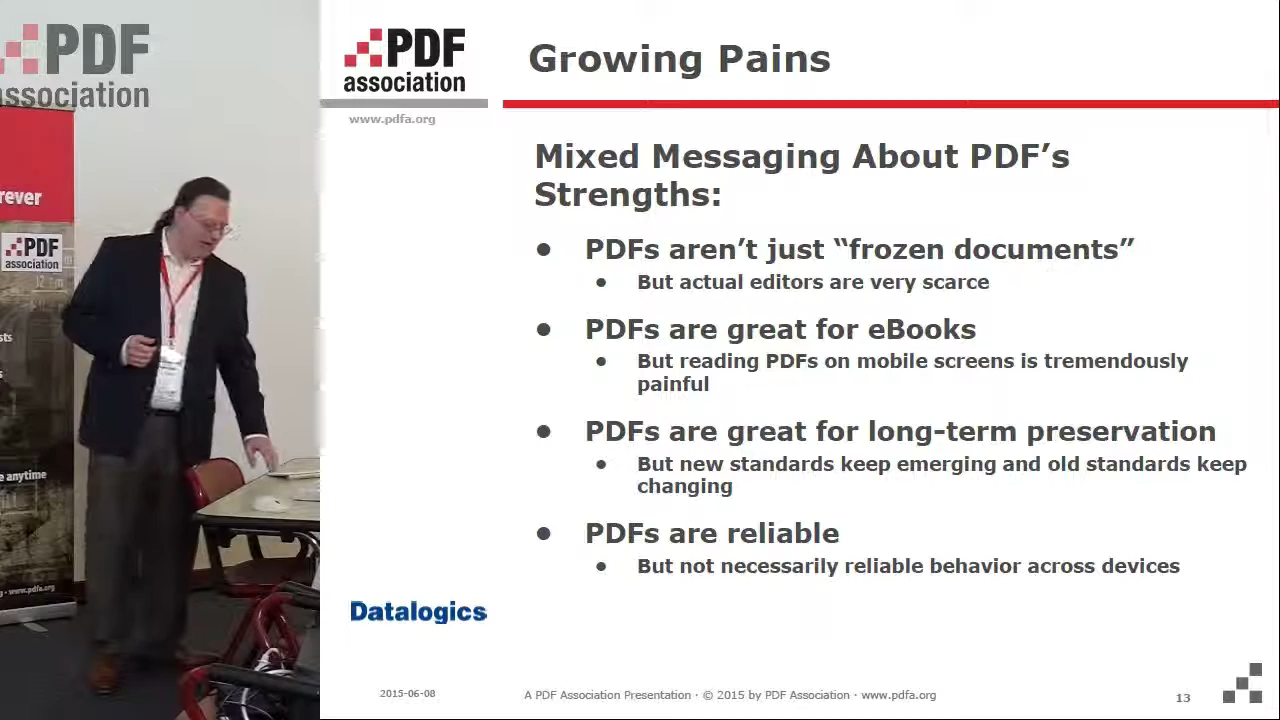 PDF
association
rever
PDF
association
sts
s
e anytime
g · www.pdfa.org
PDF
association
www.pdfa.org
Growing Pains
Mixed Messaging About PDF’s
Strengths:
● PDFs aren’t just “frozen documents”
● But actual editors are very scarce
● PDFs are great for eBooks
● But reading PDFs on mobile screens is tremendously
painful
● PDFs are great for long-term preservation
● But new standards keep emerging and old standards keep
changing
● PDFs are reliable
● But not necessarily reliable behavior across devices
Datalogics
2015-06-08
A PDF Association Presentation · © 2015 by PDF Association · www.pdfa.org
13